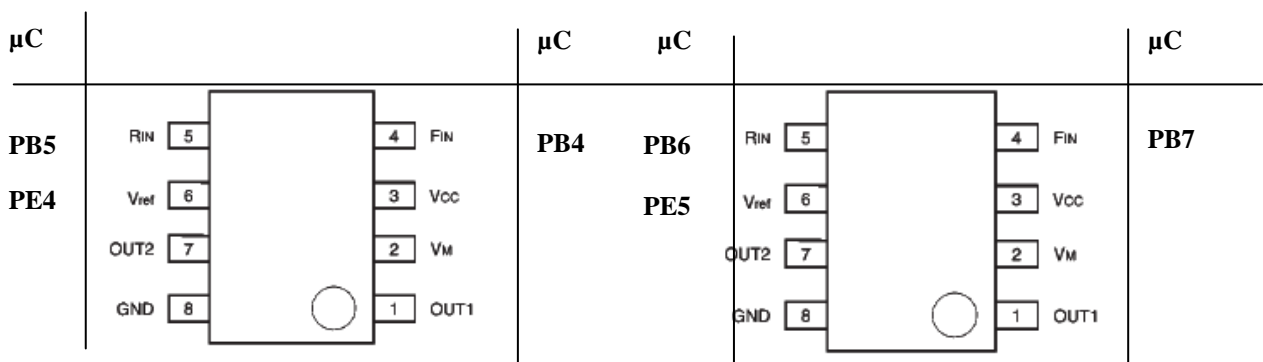 µC µC µC µC
PB5 RIN 5 4 FIN PB4 PB6 RIN 5 4 FIN PB7
PE4 Vref 6 3 VCC PE5 Vref 6 3 VCC
OUT2 7 2 VM OUT2 7 2 VM
GND 8 1 OUT1 GND 8 1 OUT1